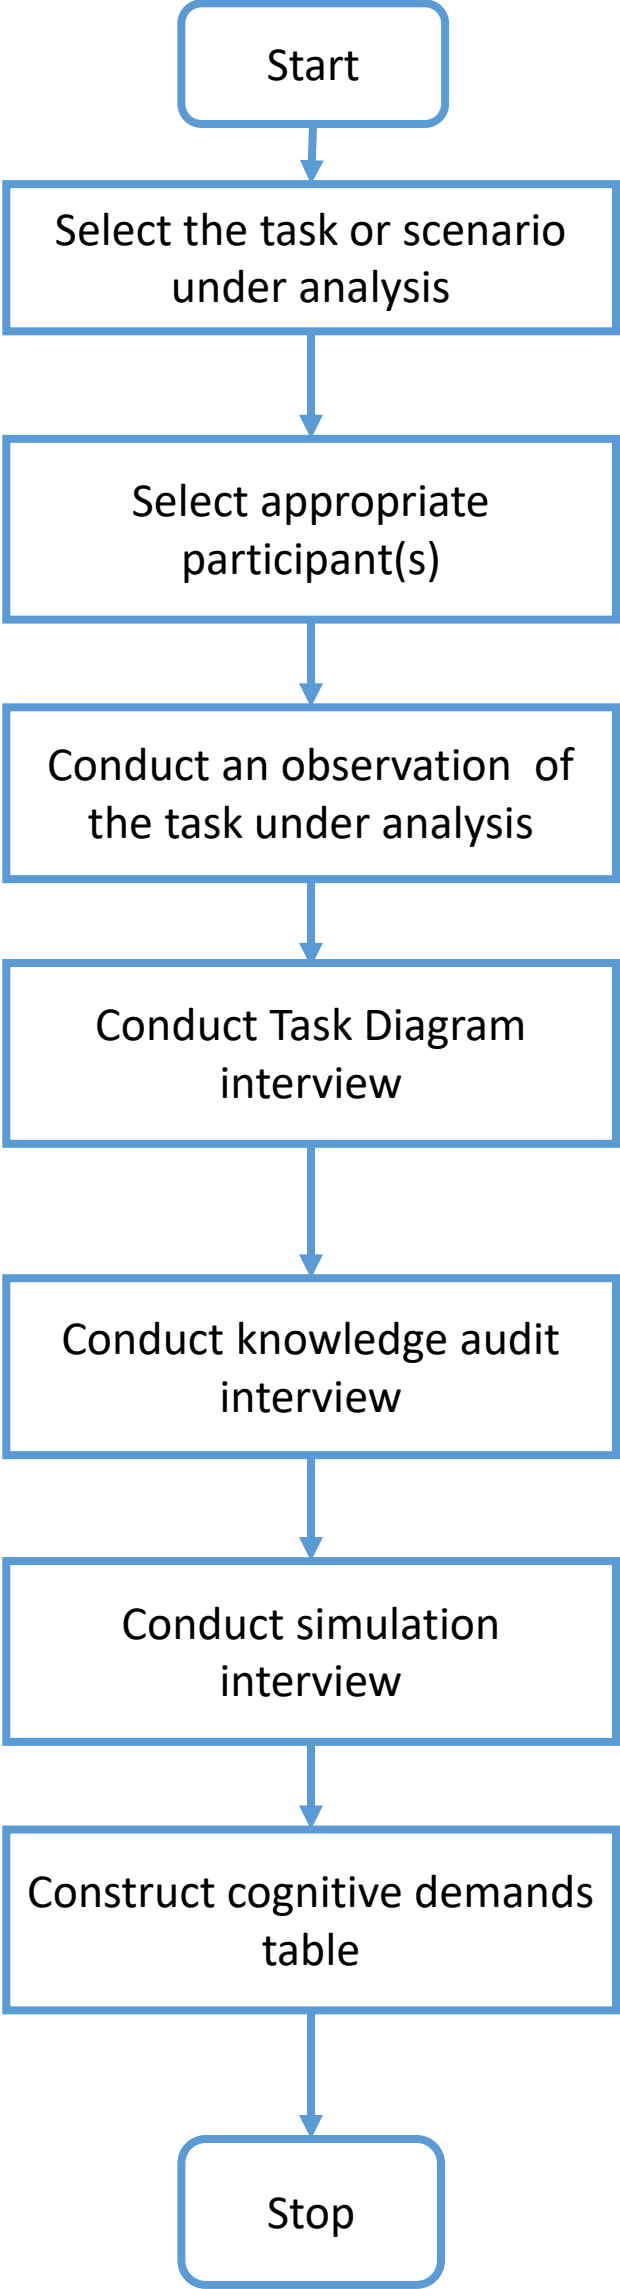 Start
Select the task or scenario
under analysis
Select appropriate
participant(s)
Conduct an observation  of
the task under analysis
Conduct Task Diagram
interview
Conduct knowledge audit
interview
Conduct simulation
interview
Construct cognitive demands
table
Stop